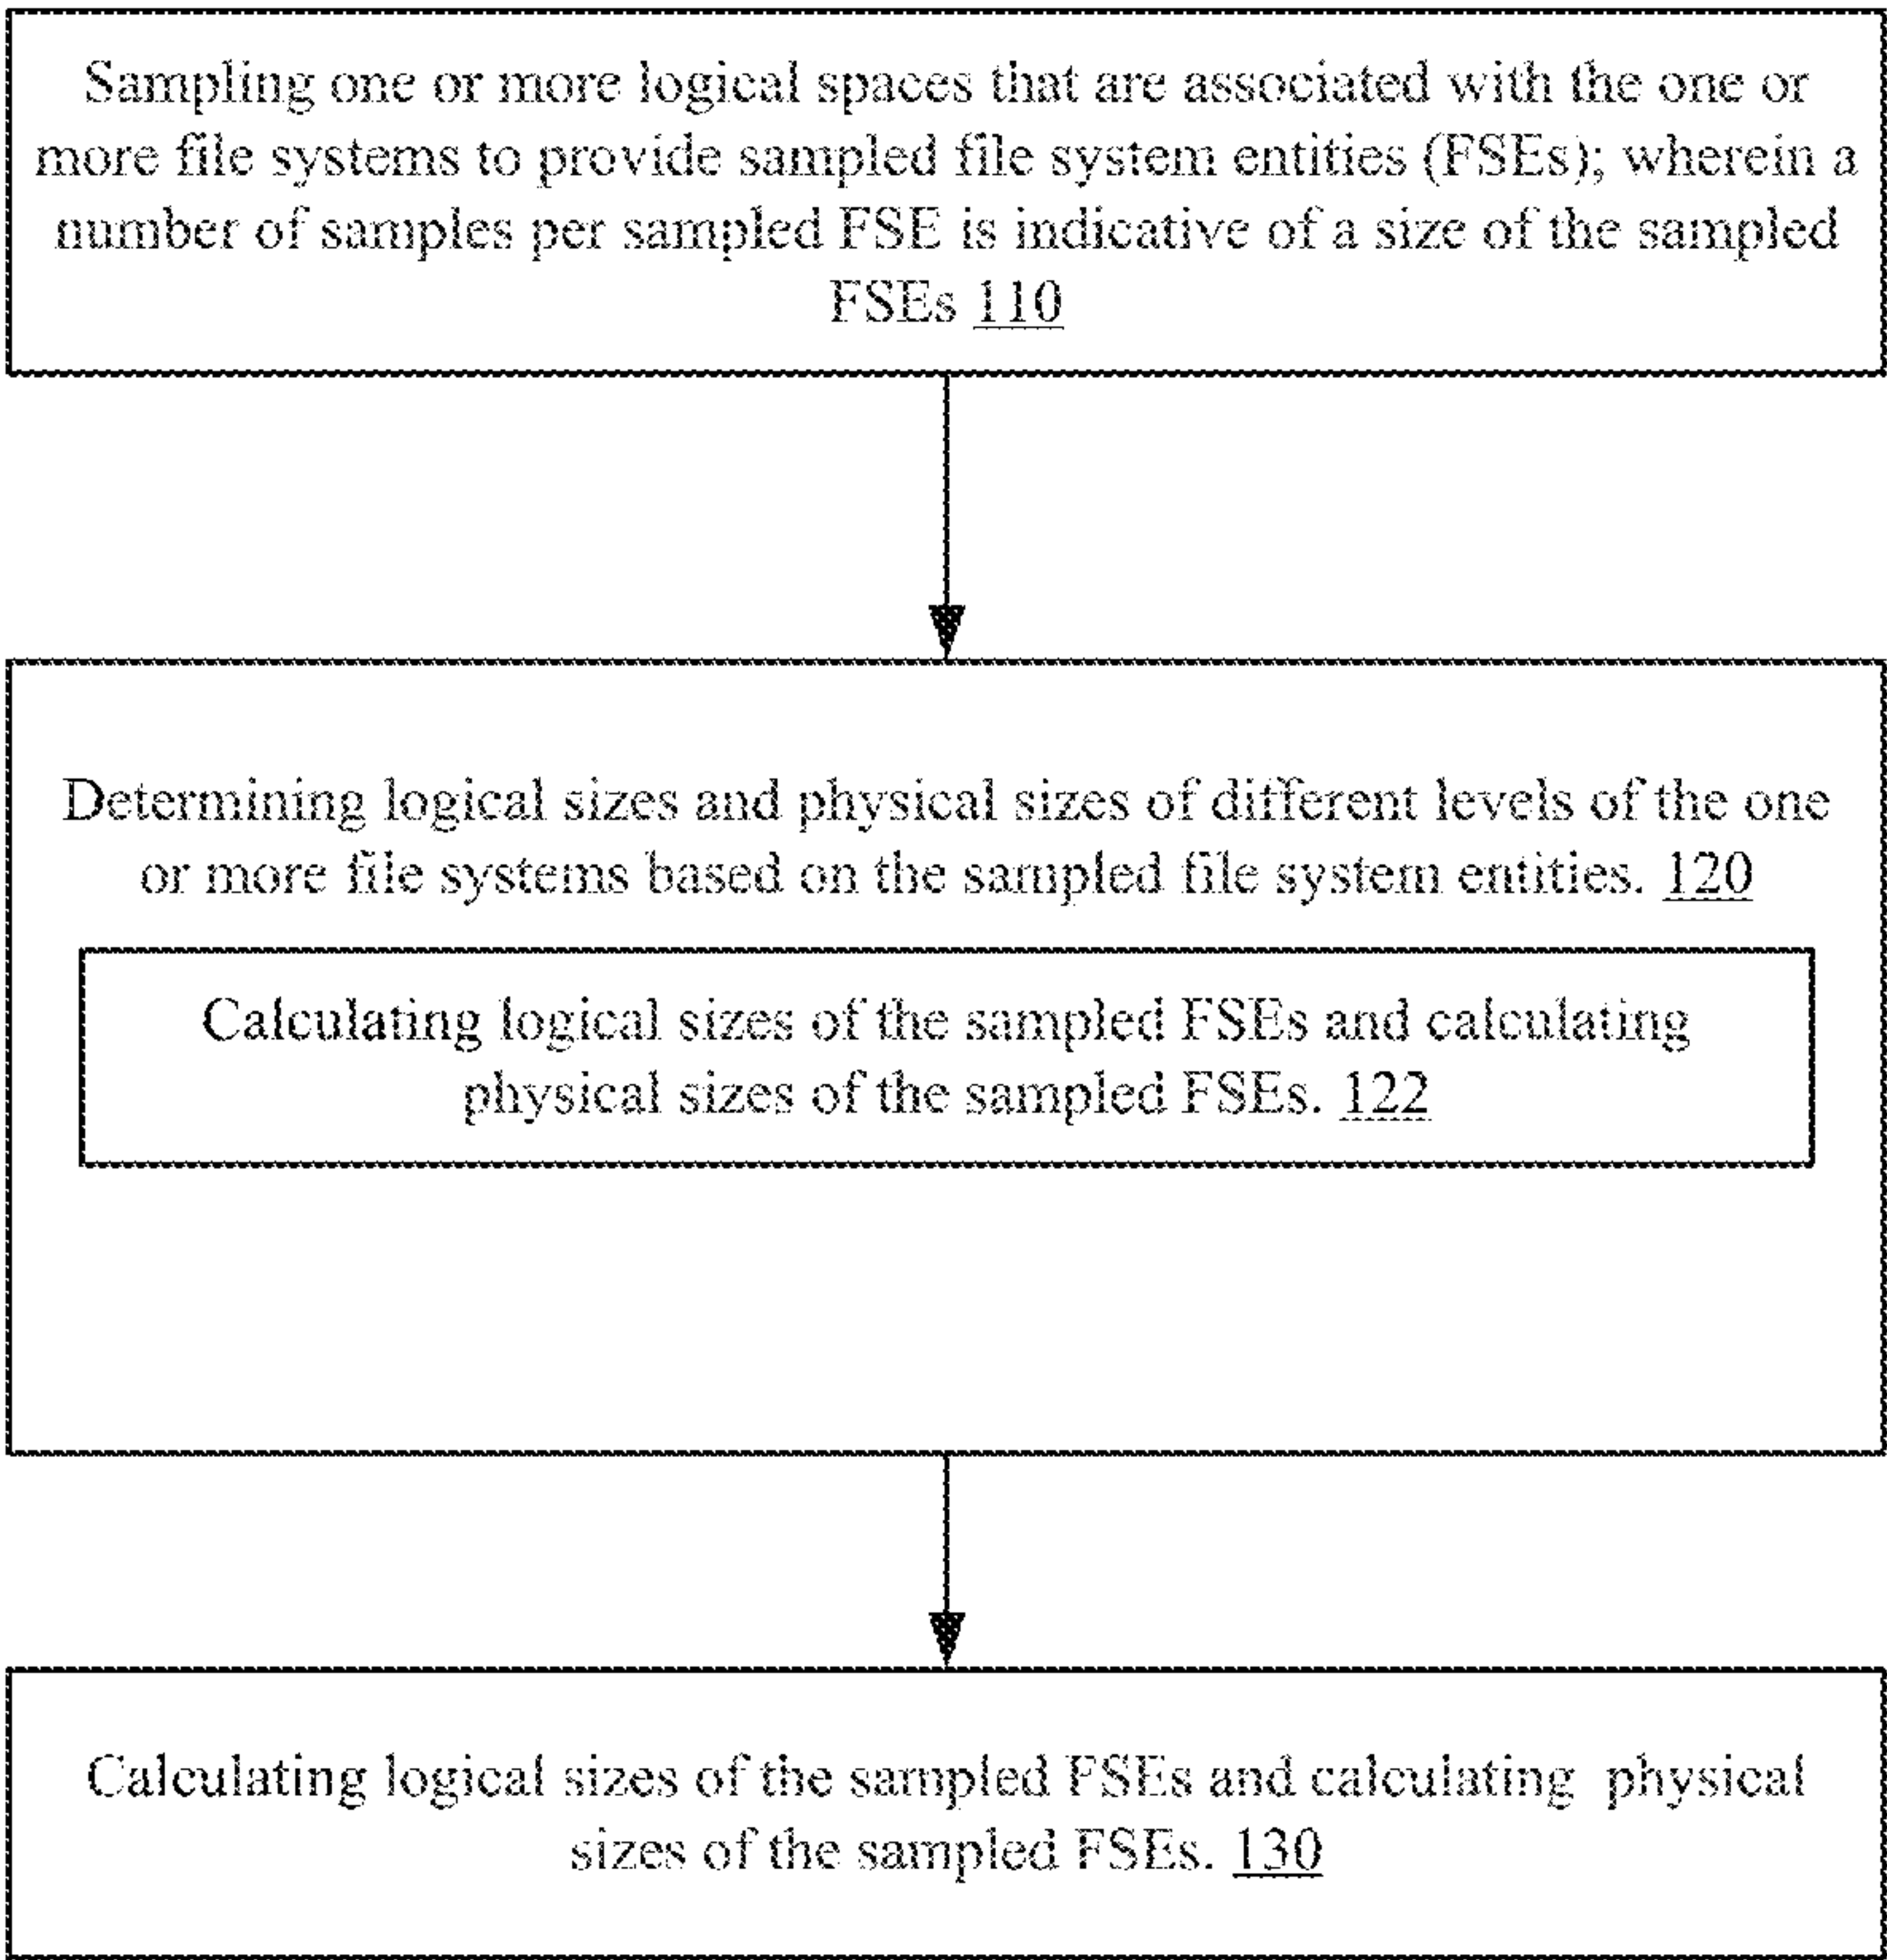 Sampling one or more logical spaces that are associated with the one or
more file systems to provide sampled file system entities (FSEs); wherein a
number of samples per sampled FSE is indicative of a size of the sampled
FSEs 110
Determining logical sizes and physical sizes of different levels of the one
or more file systems based on the sampled file system entities. 120
Calculating logical sizes of the sampled FSEs and calculating
physical sizes of the sampled FSEs. 122
Calculating logical sizes of the sampled FSEs and calculating physical
sizes of the sampled FSEs. 130